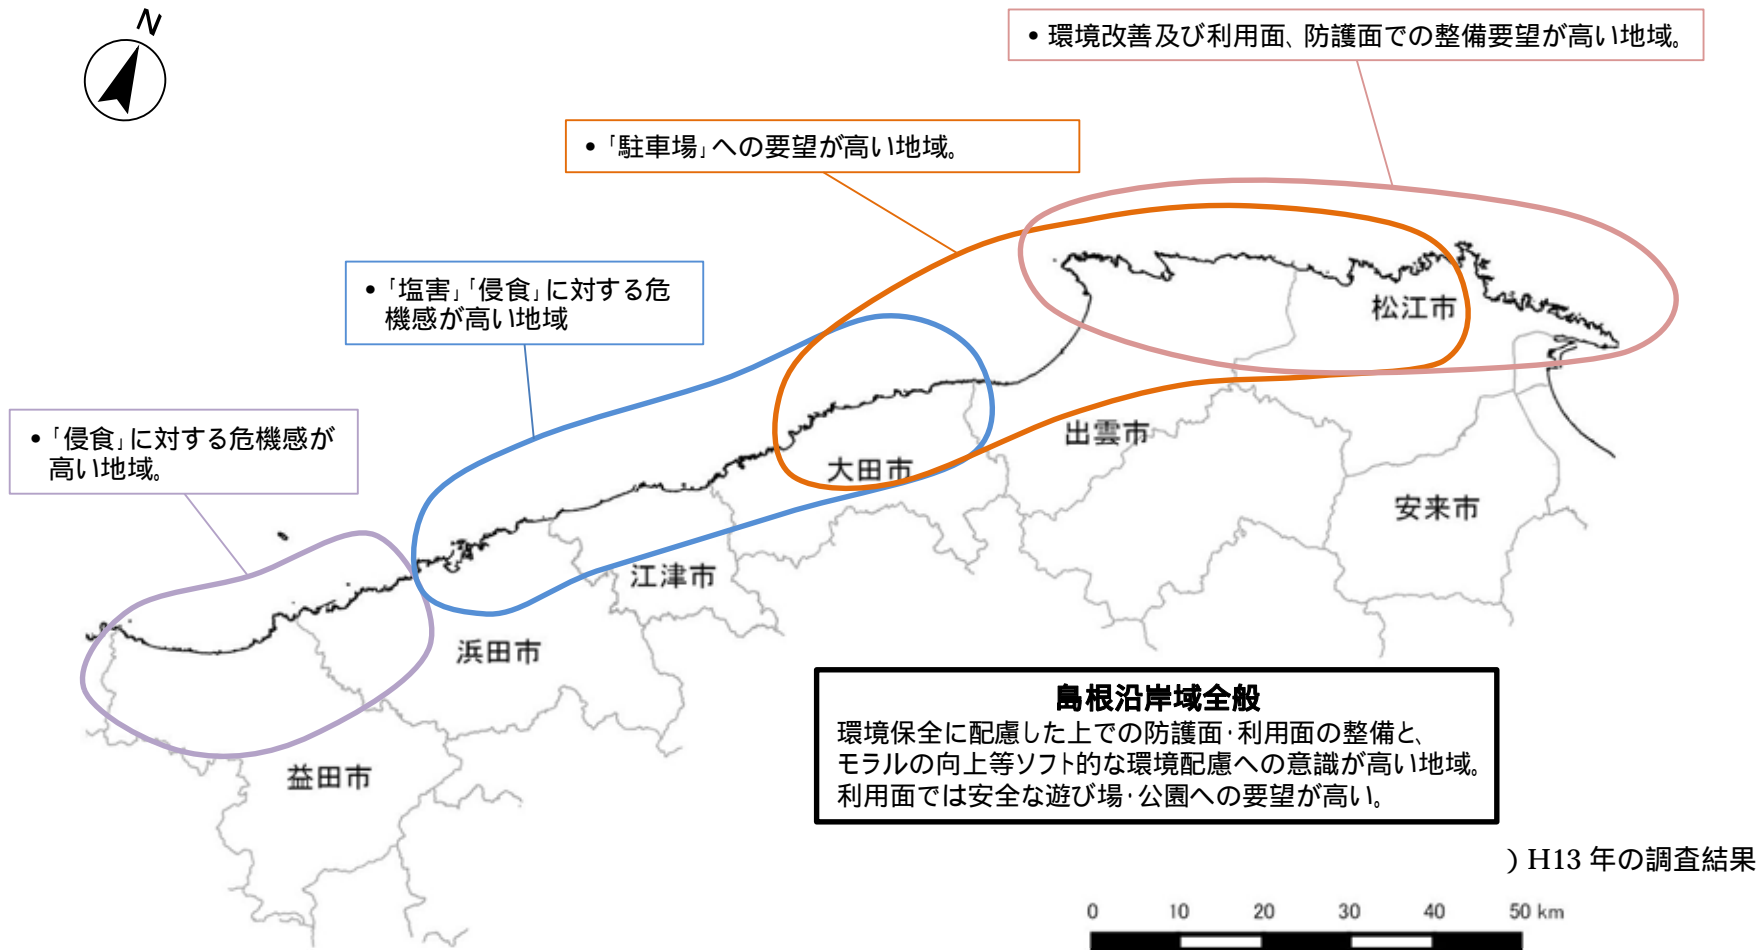 N
• 環境改善及び利用面、防護面での整備要望が高い地域。
• 「駐車場」への要望が高い地域。
• 「塩害」「侵食」に対する危
機感が高い地域
• 「侵食」に対する危機感が
高い地域。
松江市
出雲市
大田市
安来市
江津市
浜田市
益田市
島根沿岸域全般
環境保全に配慮した上での防護面・利用面の整備と、
モラルの向上等ソフト的な環境配慮への意識が高い地域。
利用面では安全な遊び場・公園への要望が高い。
) H13 年の調査結果
0 10 20 30 40 50 km